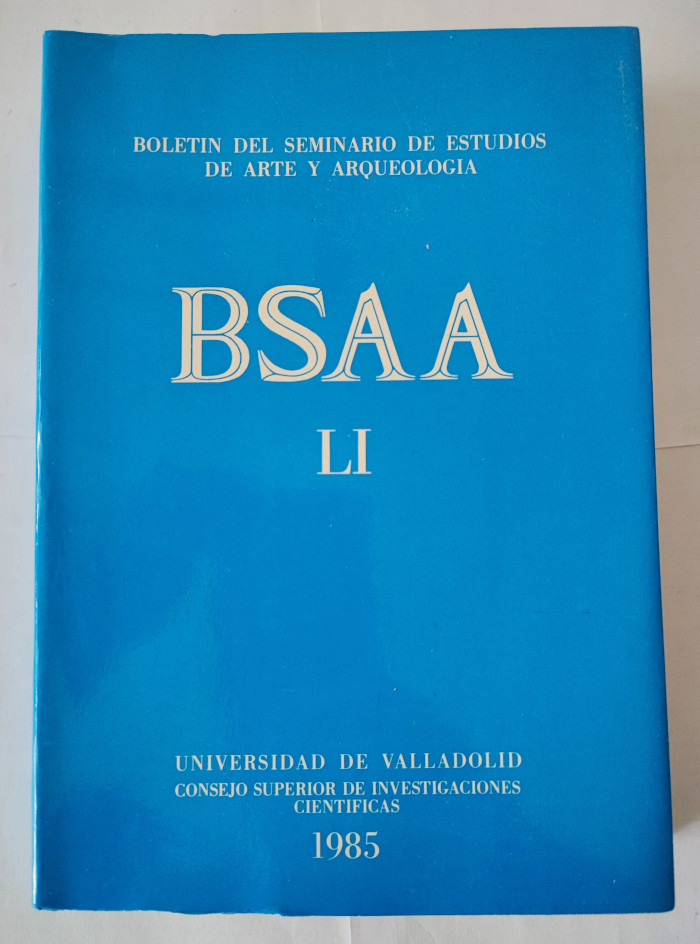 BOLETIN DEL SEMINARIO DE ESTUDIOS
DE ARTE Y ARQUEOLOGIA
BSAA
LI
UNIVERSIDAD DE VALLADOLID
CONSEJO SUPERIOR DE INVESTIGACIONES
CIENTIFICAS
1985